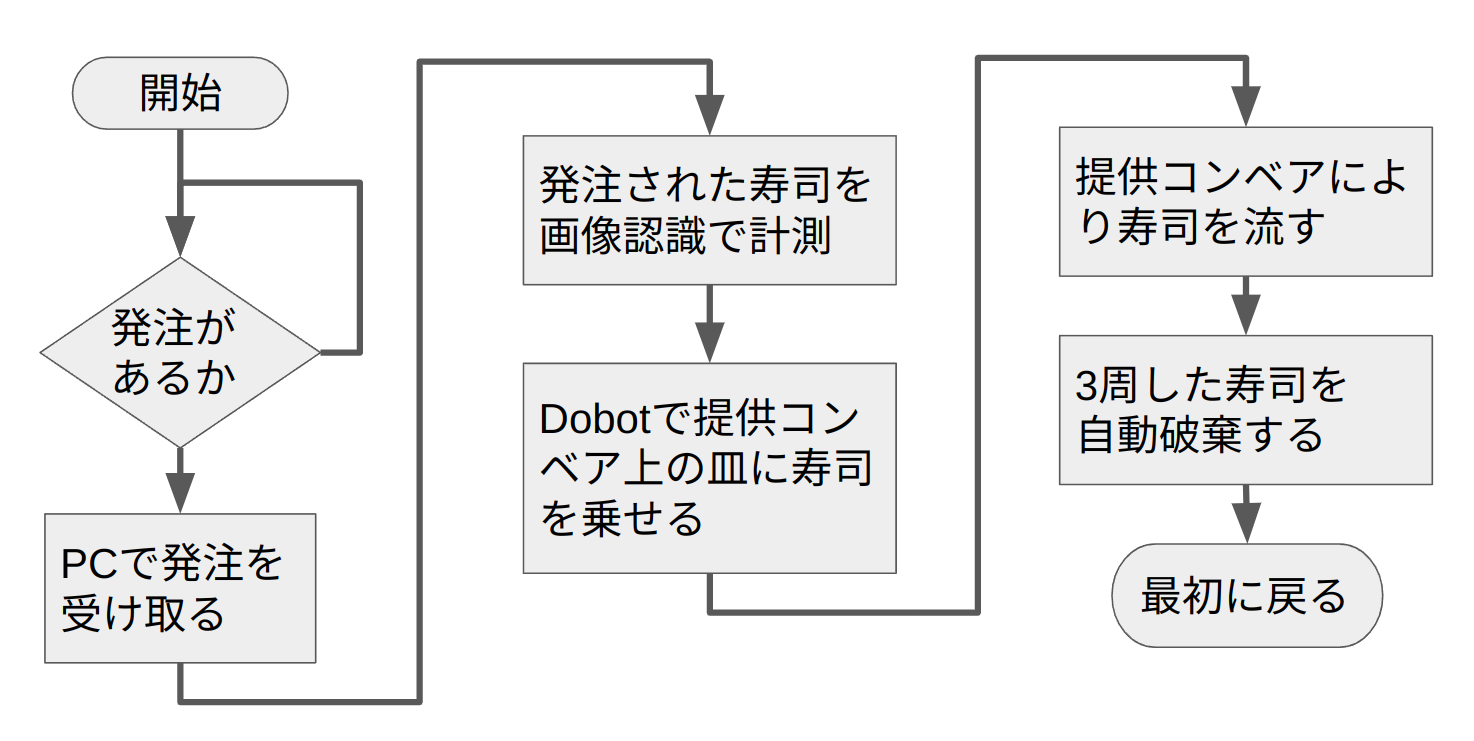 開始
発注が
あるか
PCで発注を
受け取る
発注された寿司を
画像認識で計測
Dobotで提供コン
ベア上の皿に寿司
を乗せる
提供コンベアによ
り寿司を流す
3周した寿司を
自動破棄する
最初に戻る